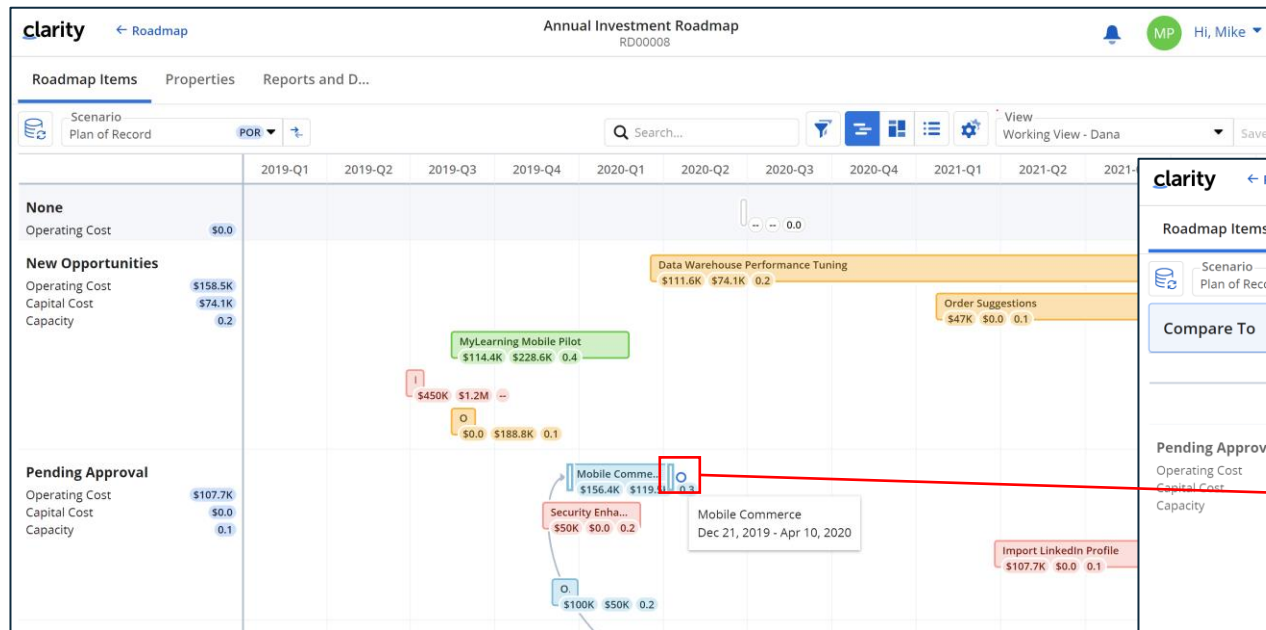 clarity
← Roadmap
Annual Investment Roadmap
RD00008
MP
Hi, Mike
Roadmap Items
Properties
Reports and D...
Scenario
Plan of Record
POR
Search...
View
Working View - Dana
Save
2019-Q1 2019-Q2 2019-Q3 2019-Q4 2020-Q1 2020-Q2 2020-Q3 2020-Q4 2021-Q1 2021-Q2 2021-
None
Operating Cost $0.0
-- -- 0.0
New Opportunities
Operating Cost $158.5K
Capital Cost $74.1K
Capacity 0.2
Data Warehouse Performance Tuning
$111.6K $74.1K 0.2
Order Suggestions
$47K $0.0 0.1
MyLearning Mobile Pilot
$114.4K $228.6K 0.4
I
$450K $1.2M --
O
$0.0 $188.8K 0.1
Pending Approval
Operating Cost $107.7K
Capital Cost $0.0
Capacity 0.1
Mobile Comme...
$156.4K $119.5 0.3
Mobile Commerce
Dec 21, 2019 - Apr 10, 2020
Security Enha...
$50K $0.0 0.2
Import LinkedIn Profile
$107.7K $0.0 0.1
O.
$100K $50K 0.2
clarity
←
Roadmap Items
Scenario
Plan of Reco
Compare To
Pending Approv
Operating Cost
Capital Cost
Capacity